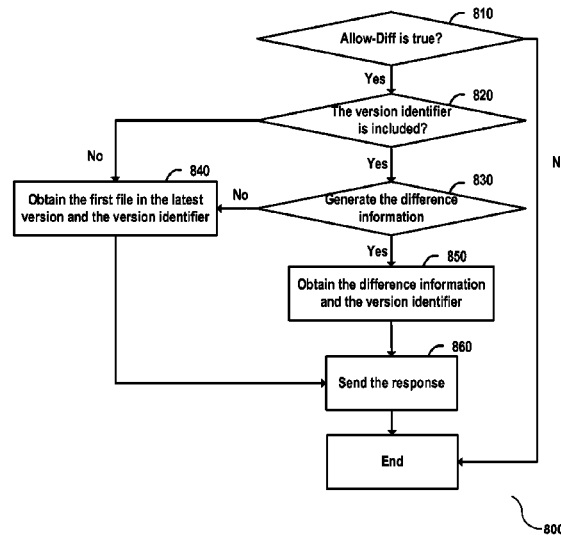 810
Allow-Diff is true?
Yes
820
The version identifier
is included?
No
Yes
N
840
830
Obtain the first file in the latest
version and the version identifier
No
Generate the difference
information
Yes
850
Obtain the difference information
and the version identifier
860
Send the response
End
800